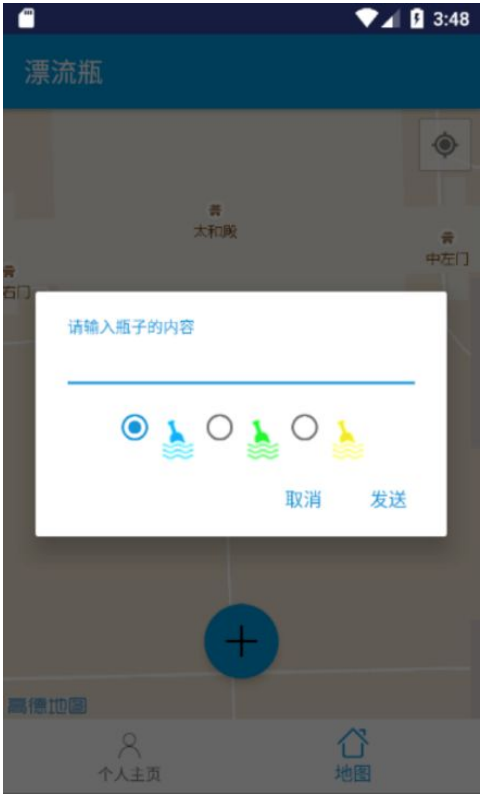 3:48
漂流瓶
太和殿
中左门
右门
请输入瓶子的内容
取消
发送
高德地图
个人主页
地图